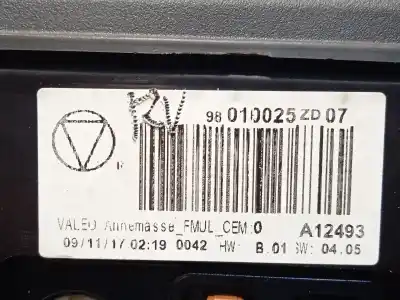 RV
98 010025 ZD 07
R
VALEO Annemasse_FMUL_CEM:0 A12493
09/11/17 02:19 0042 HW: B.01 SW: 04.05